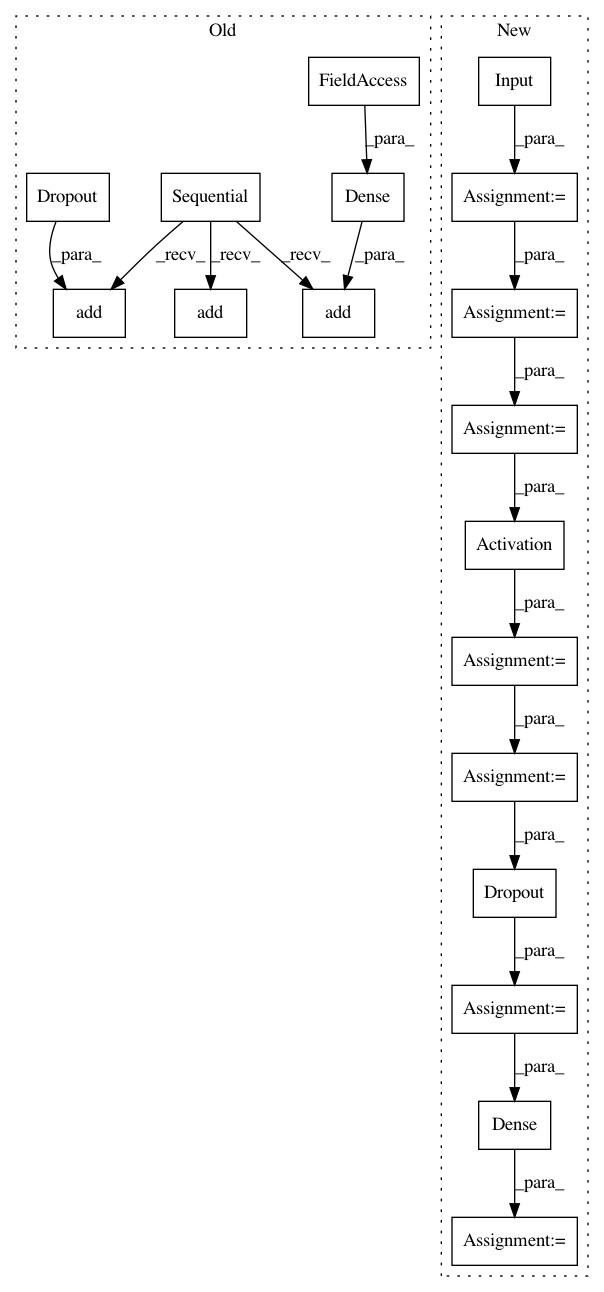 Old
New
FieldAccess
Input
_para_
_para_
Dropout
Sequential
Dense
Assignment:=
_para_
_recv_
_recv_
_recv_
_para_
_para_
add
add
add
Assignment:=
_para_
Assignment:=
_para_
Activation
_para_
Assignment:=
_para_
Assignment:=
_para_
Dropout
_para_
Assignment:=
_para_
Dense
_para_
Assignment:=